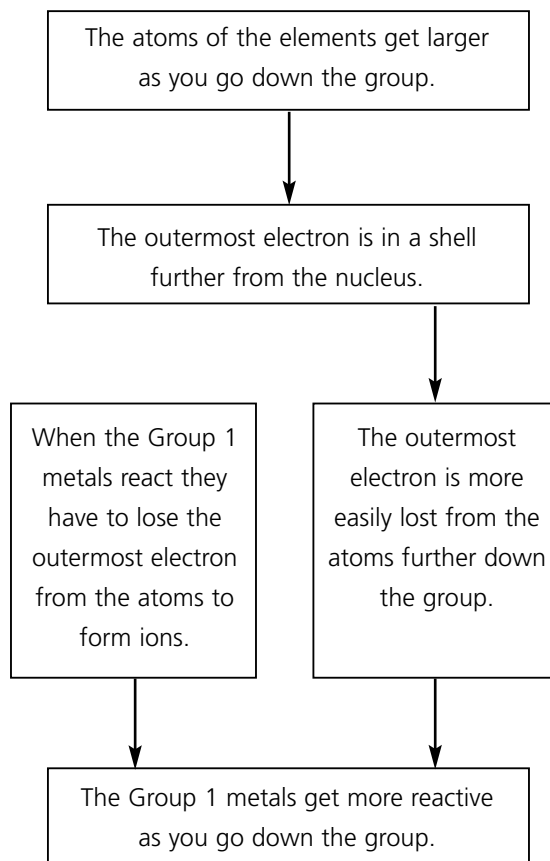 The atoms of the elements get larger
as you go down the group.
The outermost electron is in a shell
further from the nucleus.
When the Group 1
metals react they
have to lose the
outermost electron
from the atoms to
form ions.
The outermost
electron is more
easily lost from the
atoms further down
the group.
The Group 1 metals get more reactive
as you go down the group.